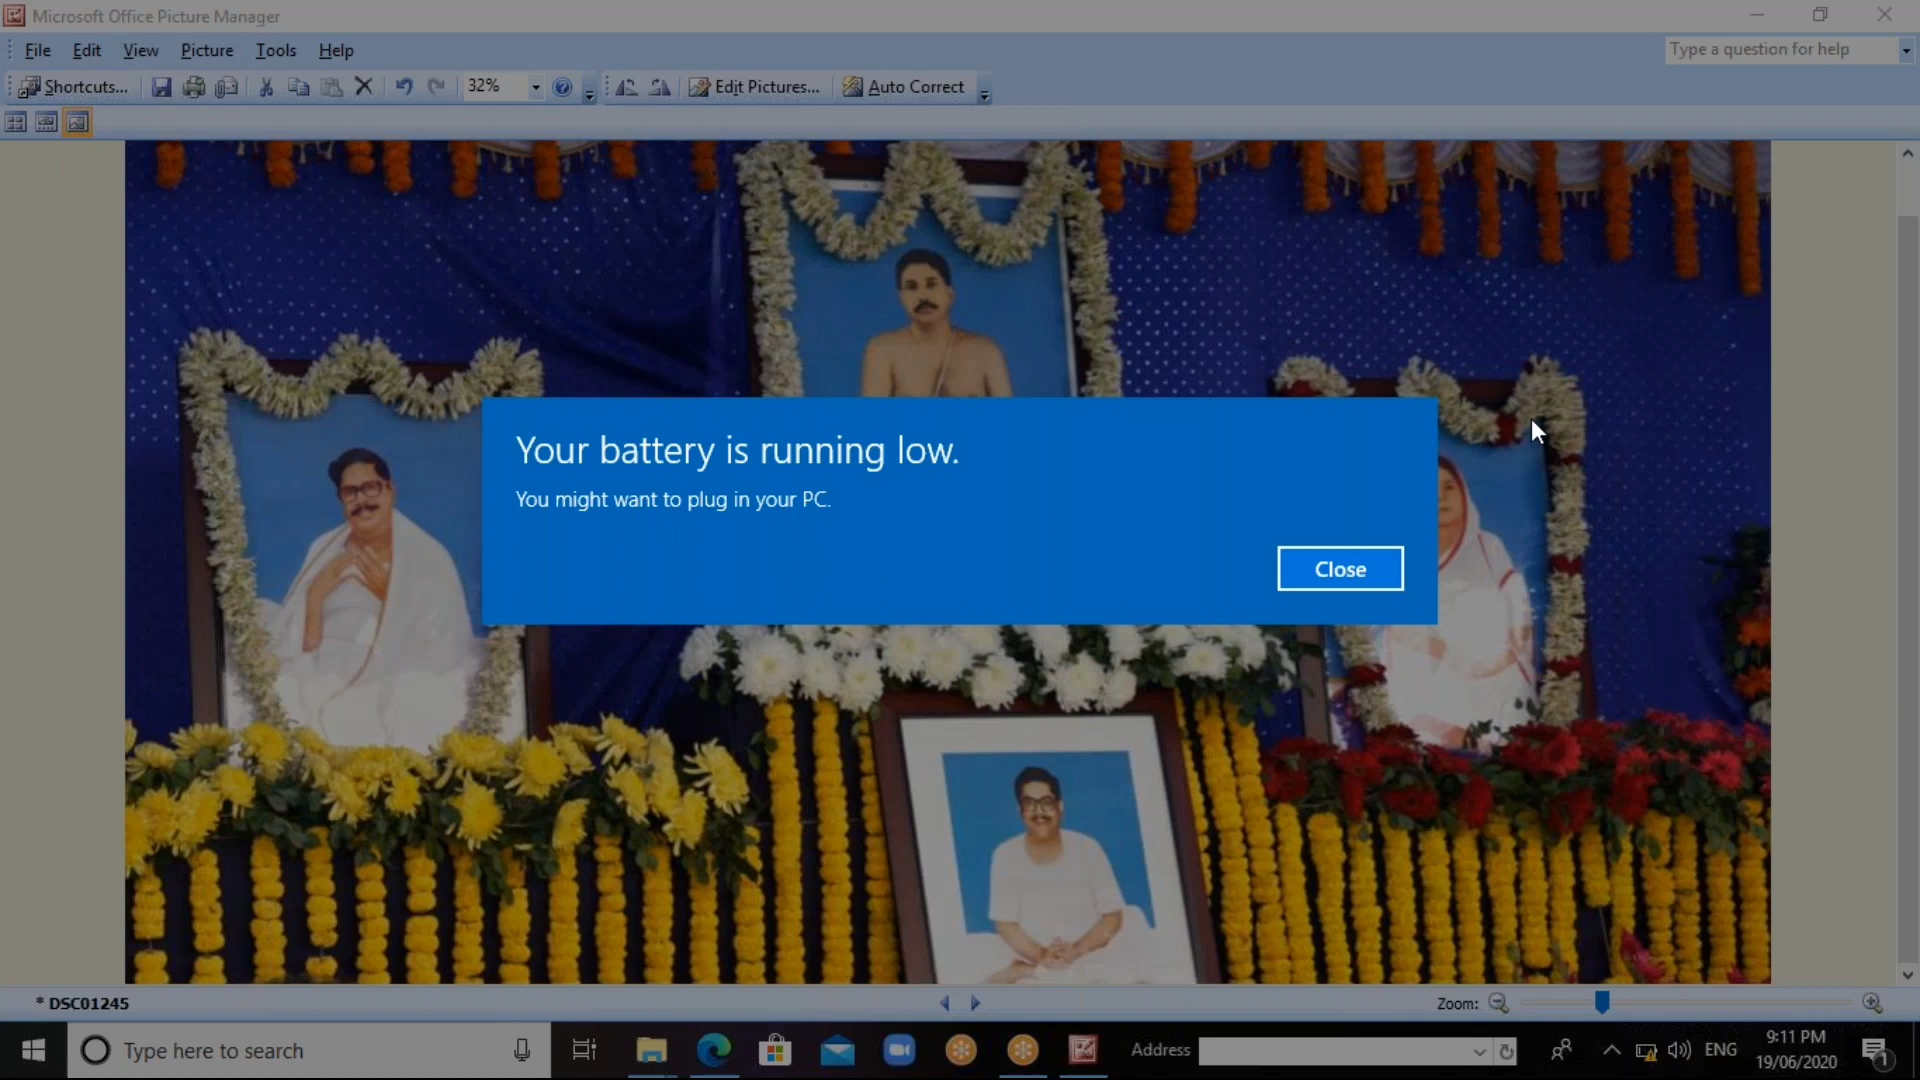 Microsoft Office Picture Manager
File Edit View Picture Tools Help
Type a question for help
Shortcuts... 32% Edit Pictures... Auto Correct
Your battery is running low.
You might want to plug in your PC.
Close
* DSC01245
Zoom:
Type here to search
Address
ENG
9:11 PM
19/06/2020
1